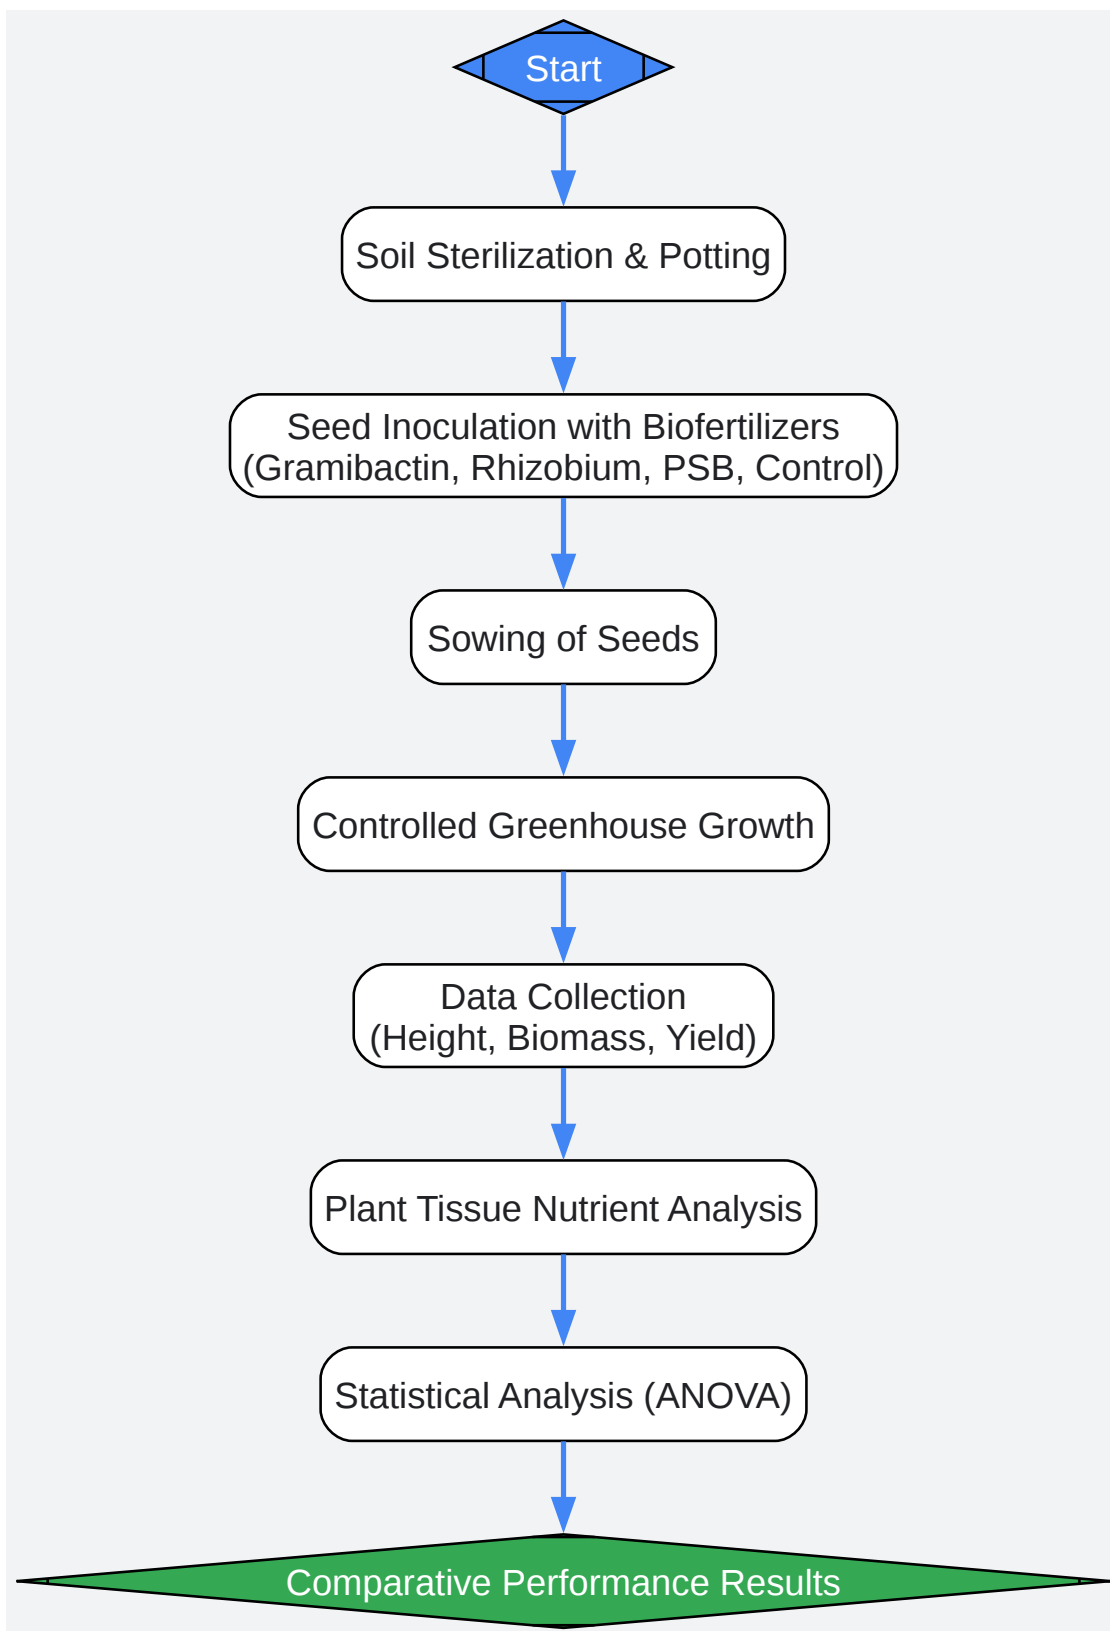 Start
Soil Sterilization & Potting
Seed Inoculation with Biofertilizers
(Gramibactin, Rhizobium, PSB, Control)
Sowing of Seeds
Controlled Greenhouse Growth
Data Collection
(Height, Biomass, Yield)
Plant Tissue Nutrient Analysis
Statistical Analysis (ANOVA)
Comparative Performance Results